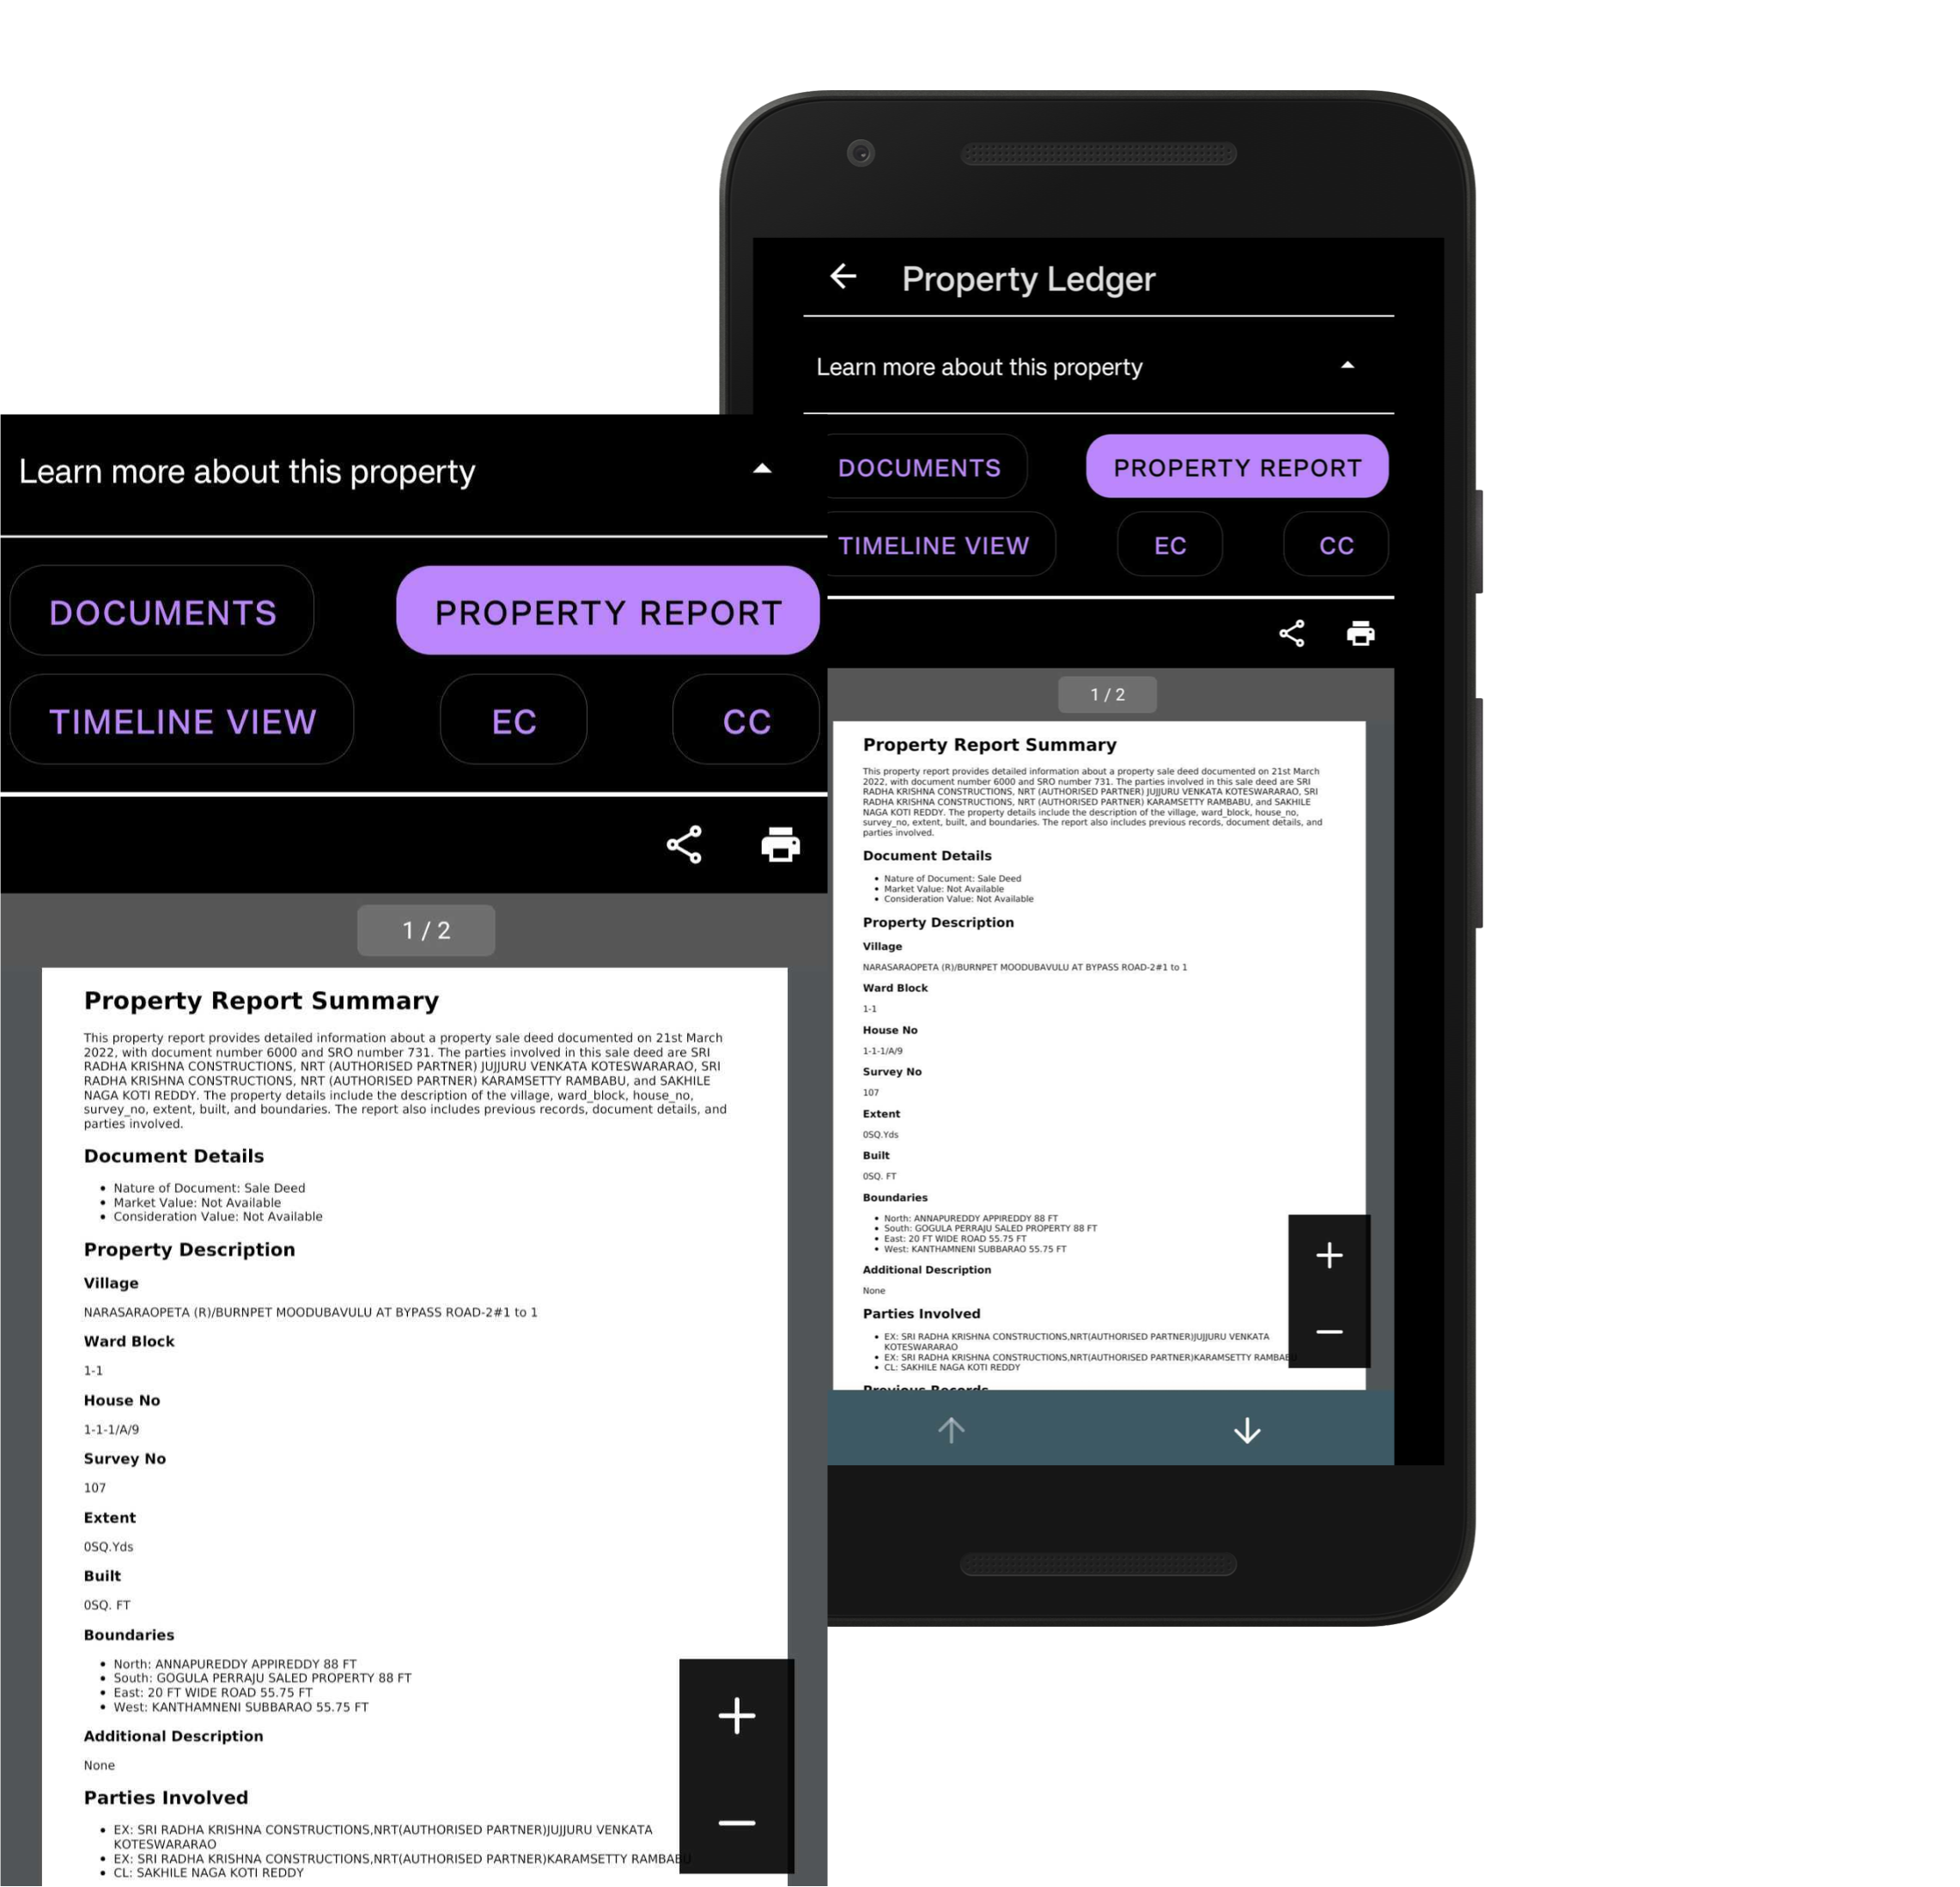 Property Ledger
Learn more about this property
DOCUMENTS
PROPERTY REPORT
TIMELINE VIEW
EC
CC
1 / 2
Property Report Summary
This property report provides detailed information about a property sale deed documented on 21st March
2022, with document number 6000 and SRO number 731. The parties involved in this sale deed are SRI
RADHA KRISHNA CONSTRUCTIONS, NRT (AUTHORISED PARTNER) JUJJURU VENKATA KOTESWARARAO, SRI
RADHA KRISHNA CONSTRUCTIONS, NRT (AUTHORISED PARTNER) KARAMSETTY RAMBABU, and SAKHILE
NAGA KOTI REDDY. The property details include the description of the village, ward_block, house_no,
survey_no, extent, built, and boundaries. The report also includes previous records, document details, and
parties involved.
Document Details
• Nature of Document: Sale Deed
• Market Value: Not Available
• Consideration Value: Not Available
Property Description
Village
NARASARAOPETA (R)/BURNPET MOODUBAVULU AT BYPASS ROAD-2#1 to 1
Ward Block
1-1
House No
1-1-1/A/9
Survey No
107
Extent
0SQ.Yds
Built
0SQ. FT
Boundaries
• North: ANNAPUREDDY APPIREDDY 88 FT
• South: GOGULA PERRAJU SALED PROPERTY 88 FT
• East: 20 FT WIDE ROAD 55.75 FT
• West: KANTHAMNENI SUBBARAO 55.75 FT
Additional Description
None
Parties Involved
• EX: SRI RADHA KRISHNA CONSTRUCTIONS,NRT(AUTHORISED PARTNER)JUJJURU VENKATA
KOTESWARARAO
• EX: SRI RADHA KRISHNA CONSTRUCTIONS,NRT(AUTHORISED PARTNER)KARAMSETTY RAMBABU
• CL: SAKHILE NAGA KOTI REDDY
Previous Records
Learn more about this property
DOCUMENTS
PROPERTY REPORT
TIMELINE VIEW
EC
CC
1 / 2
Property Report Summary
This property report provides detailed information about a property sale deed documented on 21st March
2022, with document number 6000 and SRO number 731. The parties involved in this sale deed are SRI
RADHA KRISHNA CONSTRUCTIONS, NRT (AUTHORISED PARTNER) JUJJURU VENKATA KOTESWARARAO, SRI
RADHA KRISHNA CONSTRUCTIONS, NRT (AUTHORISED PARTNER) KARAMSETTY RAMBABU, and SAKHILE
NAGA KOTI REDDY. The property details include the description of the village, ward_block, house_no,
survey_no, extent, built, and boundaries. The report also includes previous records, document details, and
parties involved.
Document Details
• Nature of Document: Sale Deed
• Market Value: Not Available
• Consideration Value: Not Available
Property Description
Village
NARASARAOPETA (R)/BURNPET MOODUBAVULU AT BYPASS ROAD-2#1 to 1
Ward Block
1-1
House No
1-1-1/A/9
Survey No
107
Extent
0SQ.Yds
Built
0SQ. FT
Boundaries
• North: ANNAPUREDDY APPIREDDY 88 FT
• South: GOGULA PERRAJU SALED PROPERTY 88 FT
• East: 20 FT WIDE ROAD 55.75 FT
• West: KANTHAMNENI SUBBARAO 55.75 FT
Additional Description
None
Parties Involved
• EX: SRI RADHA KRISHNA CONSTRUCTIONS,NRT(AUTHORISED PARTNER)JUJJURU VENKATA
KOTESWARARAO
• EX: SRI RADHA KRISHNA CONSTRUCTIONS,NRT(AUTHORISED PARTNER)KARAMSETTY RAMBABU
• CL: SAKHILE NAGA KOTI REDDY